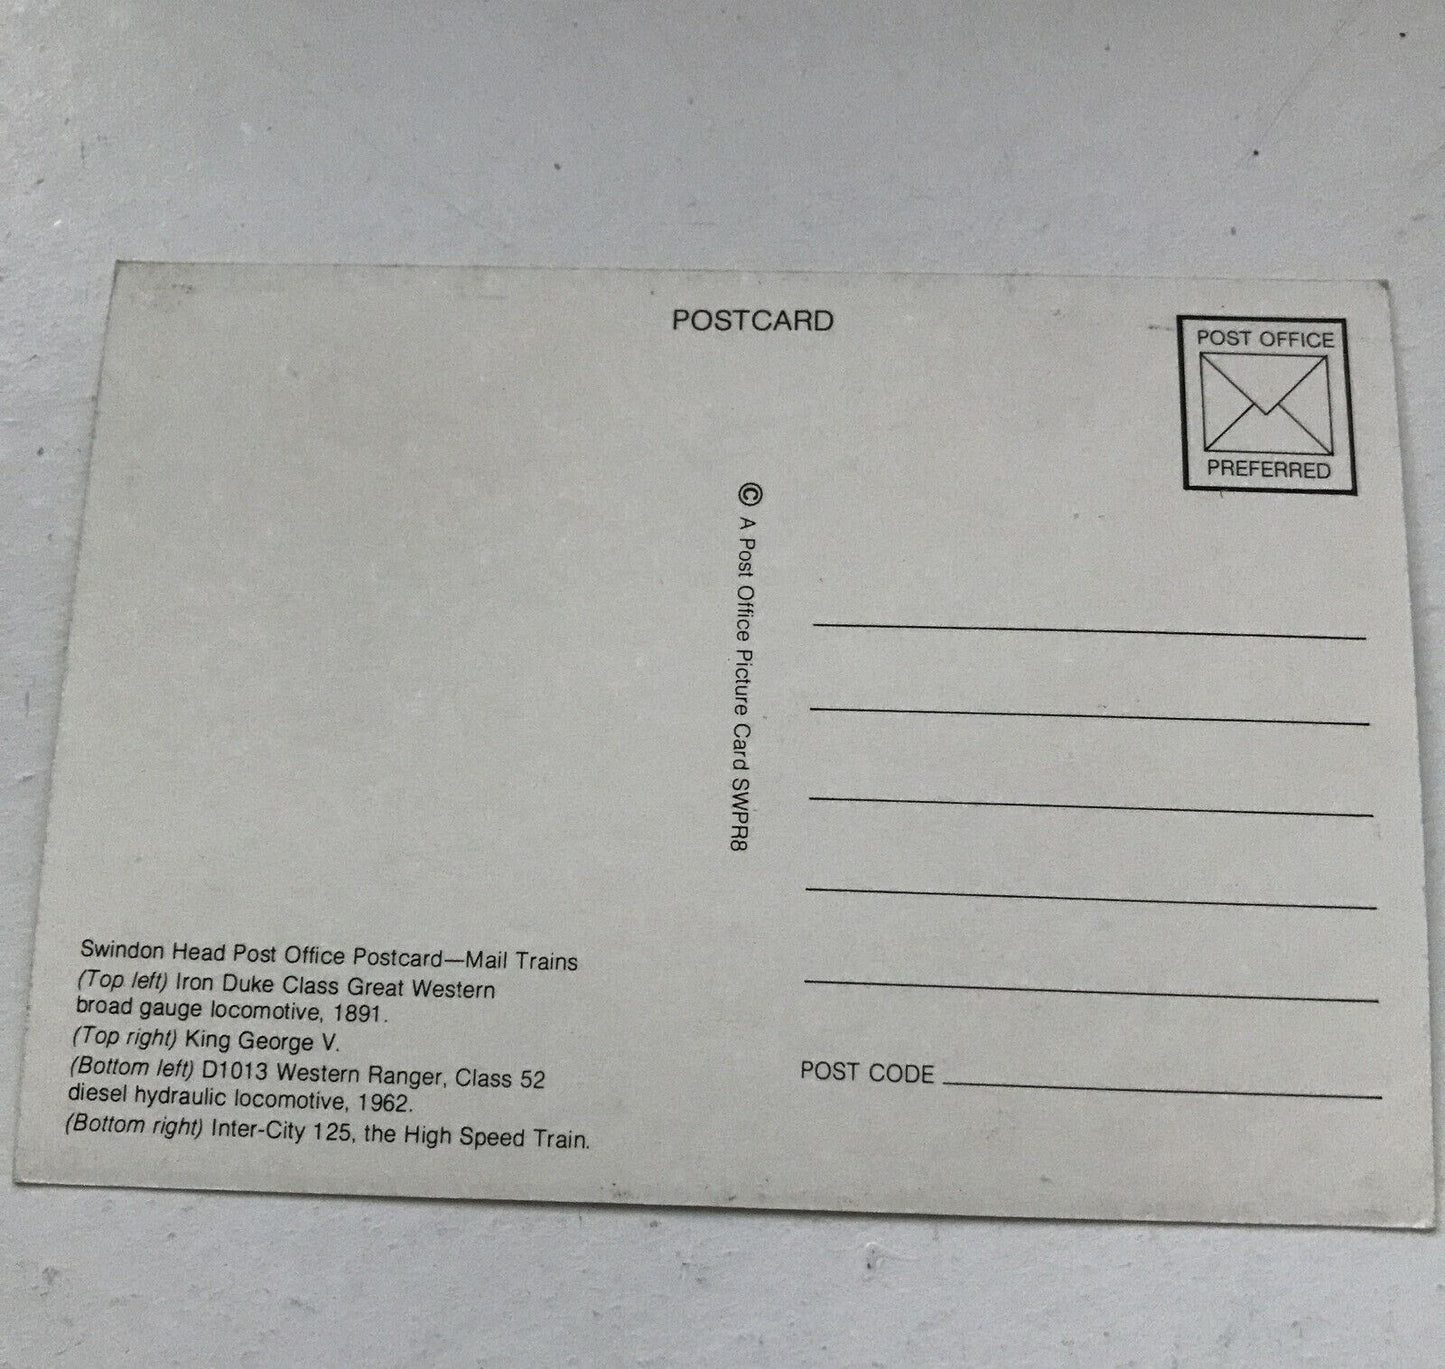 POSTCARD
POST OFFICE
PREFERRED
© A Post Office Picture Card SWPR8
Swindon Head Post Office Postcard—Mail Trains
(Top left) Iron Duke Class Great Western
broad gauge locomotive, 1891.
(Top right) King George V.
(Bottom left) D1013 Western Ranger, Class 52
diesel hydraulic locomotive, 1962.
(Bottom right) Inter-City 125, the High Speed Train.
POST CODE